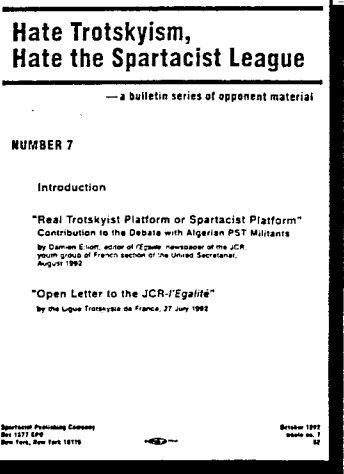 Hate Trotskyism,
Hate the Spartacist League
—a bulletin series of opponent material
NUMBER 7
Introduction
"Real Trotskyist Platform or Spartacist Platform"
Contribution to the Debate with Algerian PST Militants
by Damien Elliott, editor of l'Egalité, newspaper of the JCR,
youth group of French section of the United Secretariat,
August 1992
"Open Letter to the JCR-l'Egalité"
by the Ligue Trotskyste de France, 27 July 1992
Spartacist Publishing Company
Box 1377 GPO
New York, New York 10116
October 1992
whole no. 7
$2